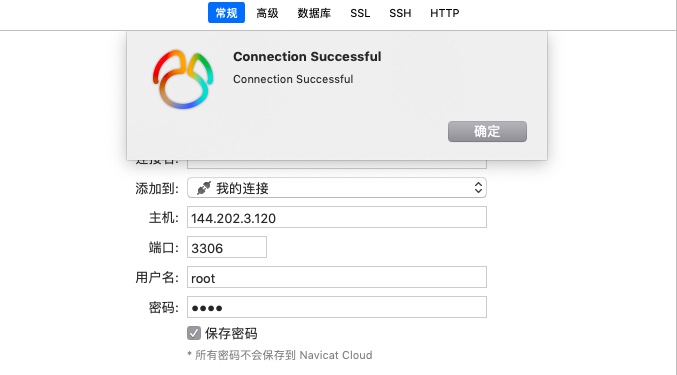 常规 高级 数据库 SSL SSH HTTP
Connection Successful
Connection Successful
确定
添加到: 我的连接
主机: 144.202.3.120
端口: 3306
用户名: root
密码: ●●●●
保存密码
* 所有密码不会保存到 Navicat Cloud